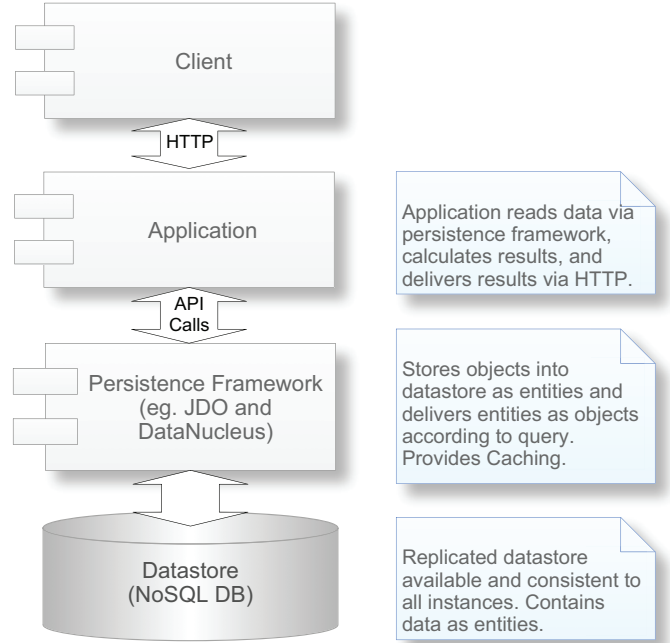 Client
HTTP
Application
Application reads data via
persistence framework,
calculates results, and
delivers results via HTTP.
API
Calls
Persistence Framework
(eg. JDO and
DataNucleus)
Stores objects into
datastore as entities and
delivers entities as objects
according to query.
Provides Caching.
Datastore
(NoSQL DB)
Replicated datastore
available and consistent to
all instances. Contains
data as entities.